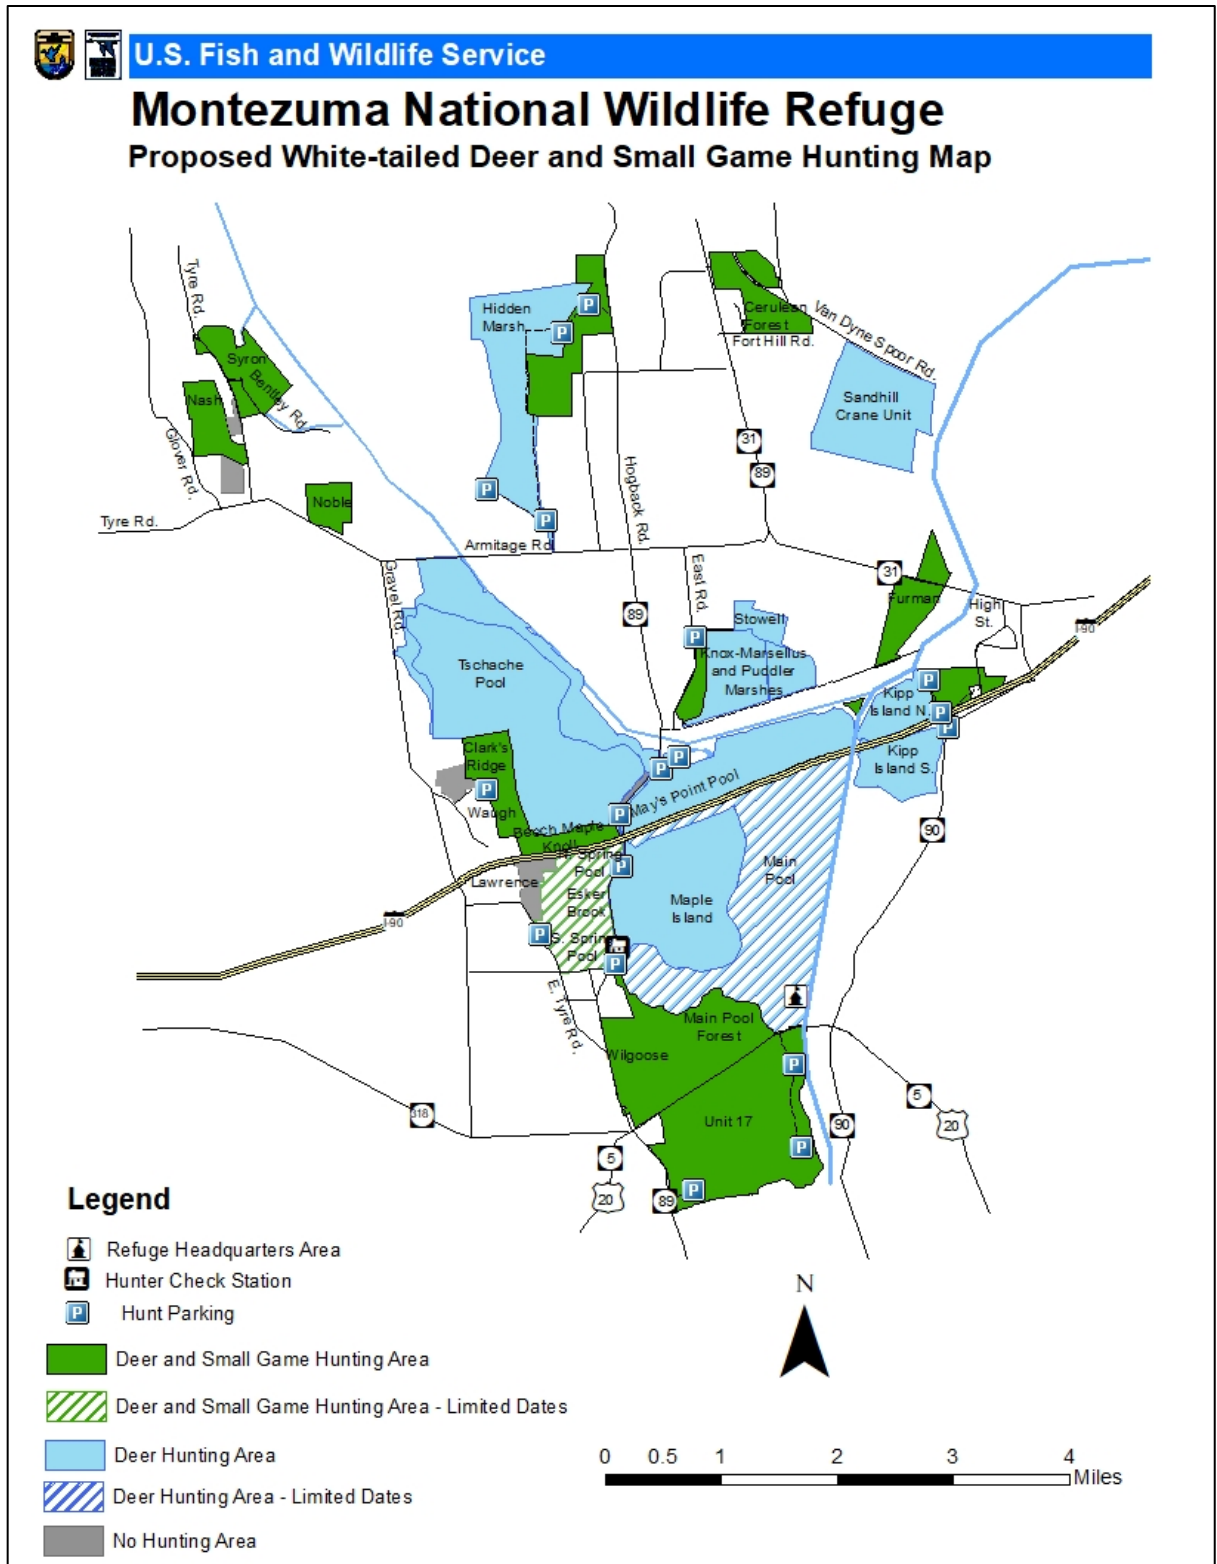 U.S. Fish and Wildlife Service
Montezuma National Wildlife Refuge
Proposed White-tailed Deer and Small Game Hunting Map
Tyre Rd.
Hidden
Marsh
P
P
Cerulean
Forest
Van Dyne Spoor Rd.
Fort Hill Rd.
Syron
Bentley Rd.
Nash
Glover Rd.
Sandhill
Crane Unit
31
89
Hogback Rd.
P
Noble
Tyre Rd.
P
Armitage Rd.
Gravel Rd.
East Rd.
31
Furman
High
St.
89
Stowell
I-90
P
Knox-Marsellus
and Puddler
Marshes
Tschache
Pool
P
Kipp
Island N.
P
P
Clark's
Ridge
P
P
Kipp
Island S.
P
Waugh
May's Point Pool
P
Beech Maple
Knoll
90
N. Spring
Pool
P
Main
Pool
Lawrence
Esker
Brook
Maple
Island
I-90
P
S. Spring
Pool
P
E. Tyre Rd.
Main Pool
Forest
Wilgoose
P
5
318
Unit 17
90
20
P
5
20
89
P
Legend
Refuge Headquarters Area
Hunter Check Station
P
Hunt Parking
N
Deer and Small Game Hunting Area
Deer and Small Game Hunting Area - Limited Dates
Deer Hunting Area
0 0.5 1 2 3 4
Miles
Deer Hunting Area - Limited Dates
No Hunting Area